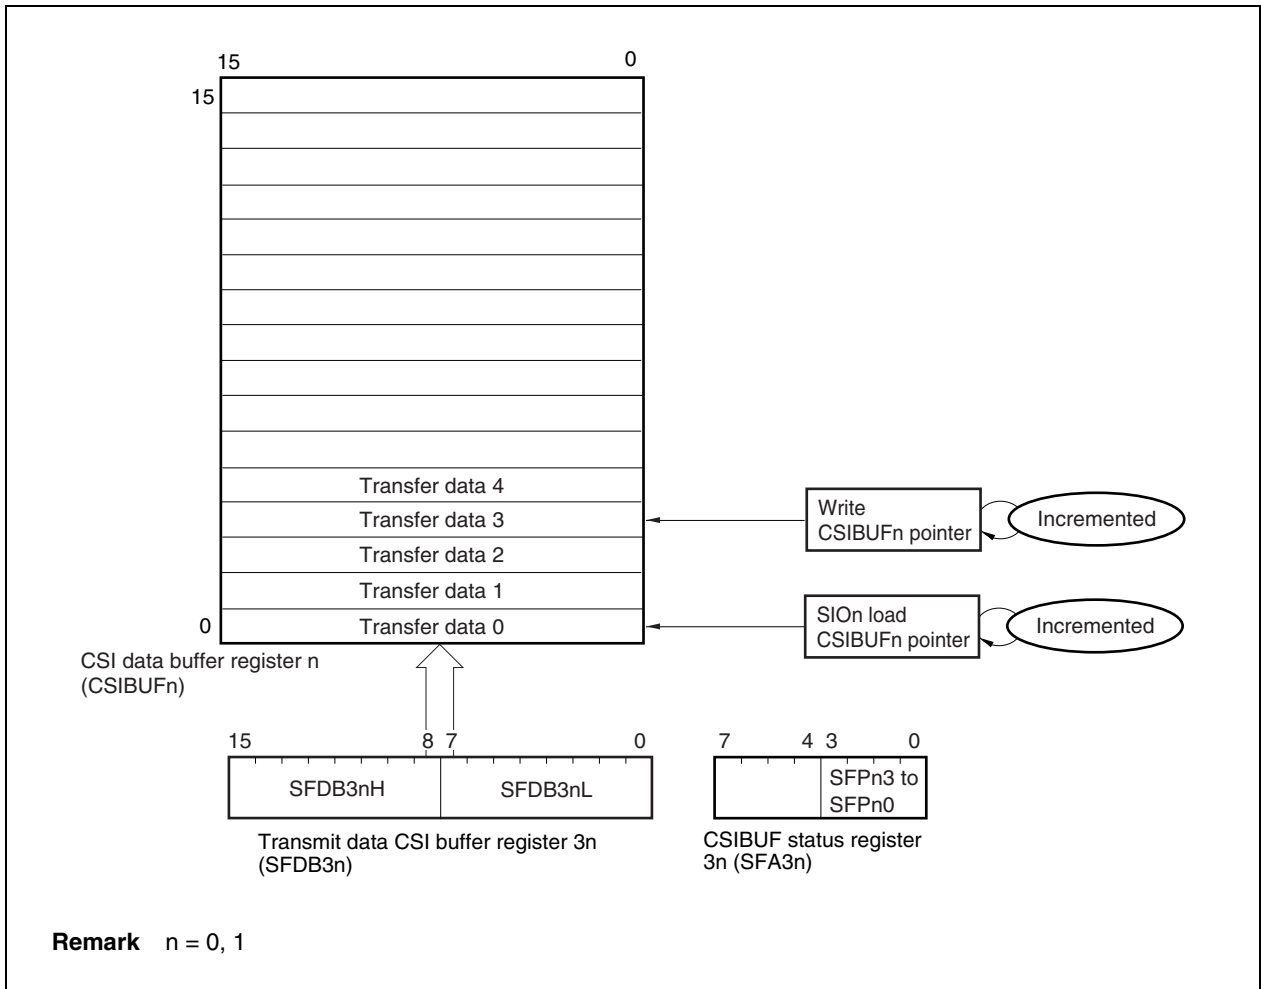 15 0
15
Transfer data 4
Transfer data 3
Transfer data 2
Transfer data 1
0 Transfer data 0
Write
CSIBUFn pointer
Incremented
SIOn load
CSIBUFn pointer
Incremented
CSI data buffer register n
(CSIBUFn)
15 8 7 0
SFDB3nH SFDB3nL
Transmit data CSI buffer register 3n
(SFDB3n)
7 4 3 0
SFPn3 to
SFPn0
CSIBUF status register
3n (SFA3n)
Remark n = 0, 1